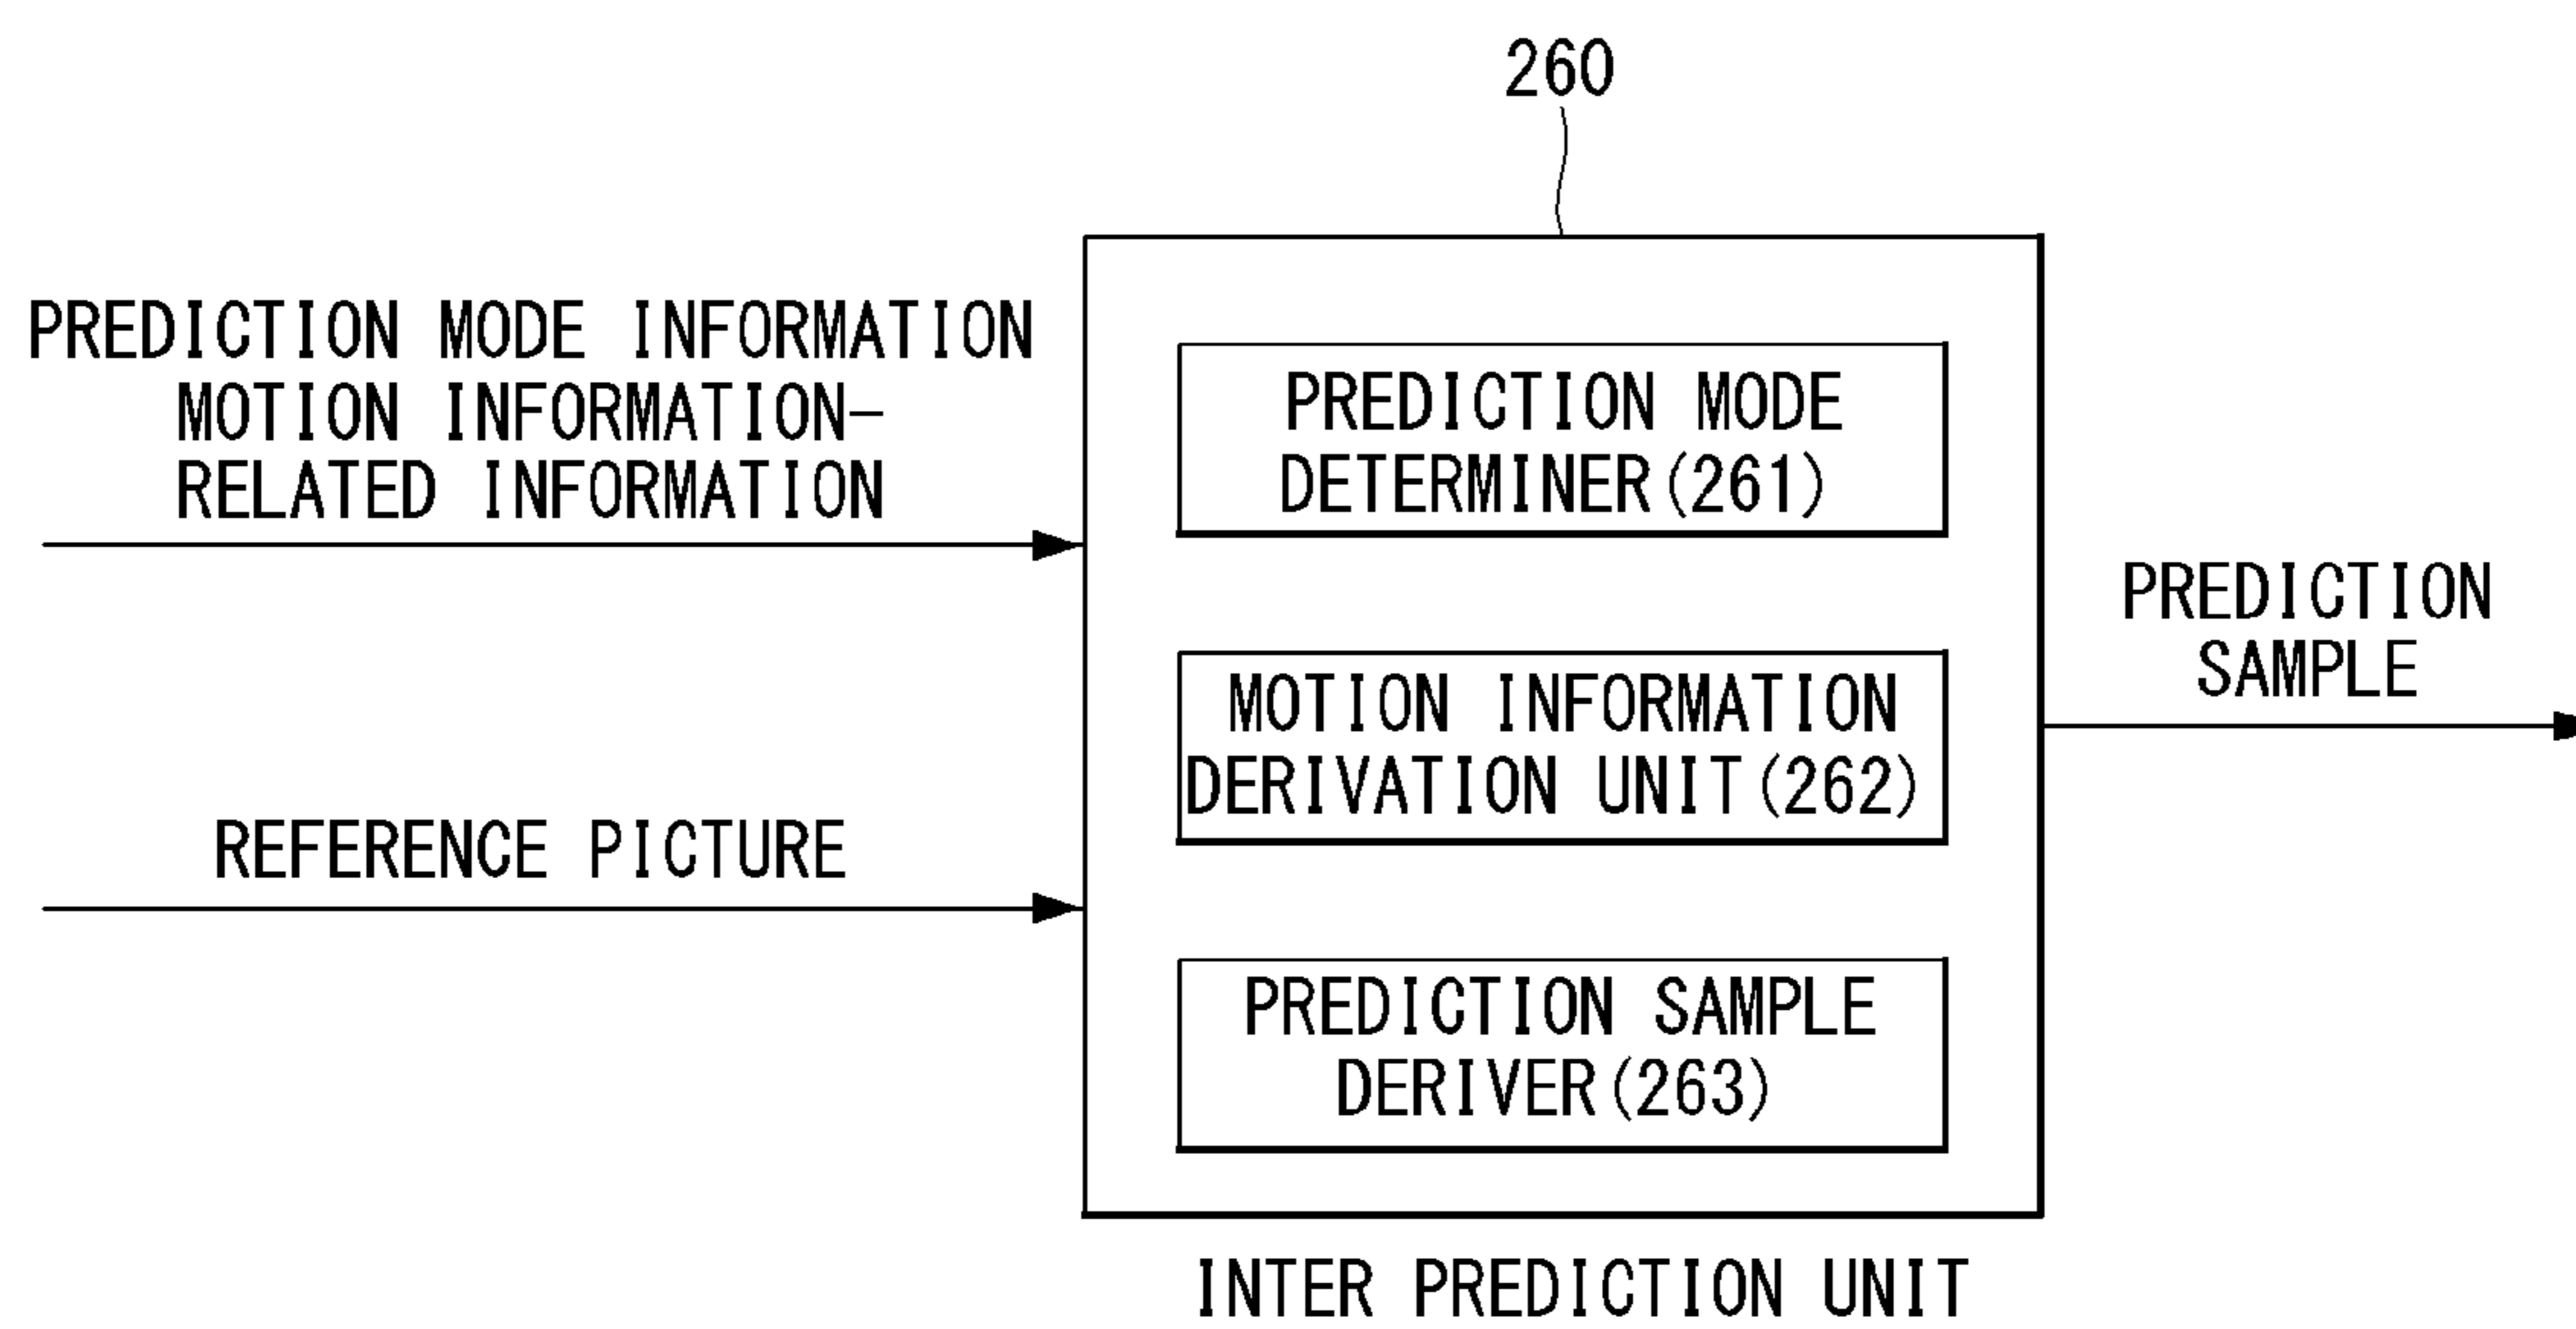 260
PREDICTION MODE INFORMATION
MOTION INFORMATION-
RELATED INFORMATION
REFERENCE PICTURE
PREDICTION MODE
DETERMINER(261)
MOTION INFORMATION
DERIVATION UNIT(262)
PREDICTION SAMPLE
DERIVER(263)
PREDICTION
SAMPLE
INTER PREDICTION UNIT